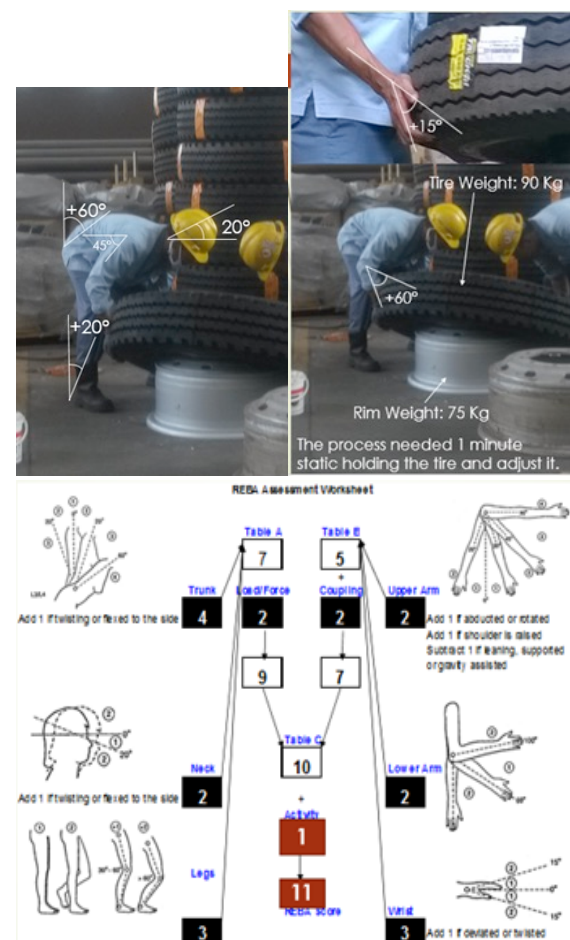 +15°
Tire Weight: 90 Kg
+60°
20°
45°
+20°
+60°
Rim Weight: 75 Kg
The process needed 1 minute
static holding the tire and adjust it.
REBA Assessment Worksheet
Table A
Table B
7
5
+
Trunk
Load/Force
Coupling
Upper Arm
4
2
2
2
Add 1 if twisting or flexed to the side
Add 1 if abducted or rotated
Add 1 if shoulder is raised
Subtract 1 if leaning, supported
or gravity assisted
9
7
Table C
10
Neck
Lower Arm
2
2
Add 1 if twisting or flexed to the side
+
Activity
1
Legs
11
REBA Score
Wrist
3
3
Add 1 if deviated or twisted
15°
0°
15°